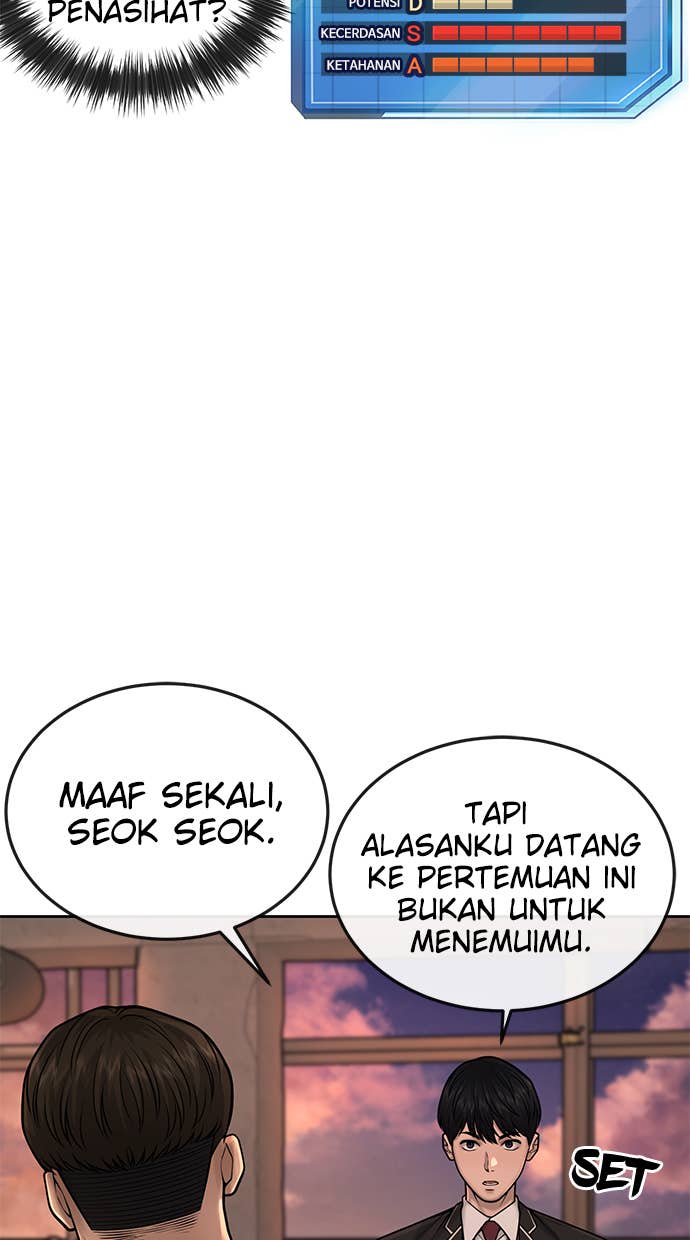 PENASIHAT?
POTENSI D
KECERDASAN S
KETAHANAN A
MAAF SEKALI,
SEOK SEOK.
TAPI
ALASANKU DATANG
KE PERTEMUAN INI
BUKAN UNTUK
MENEMUIMU.
SET